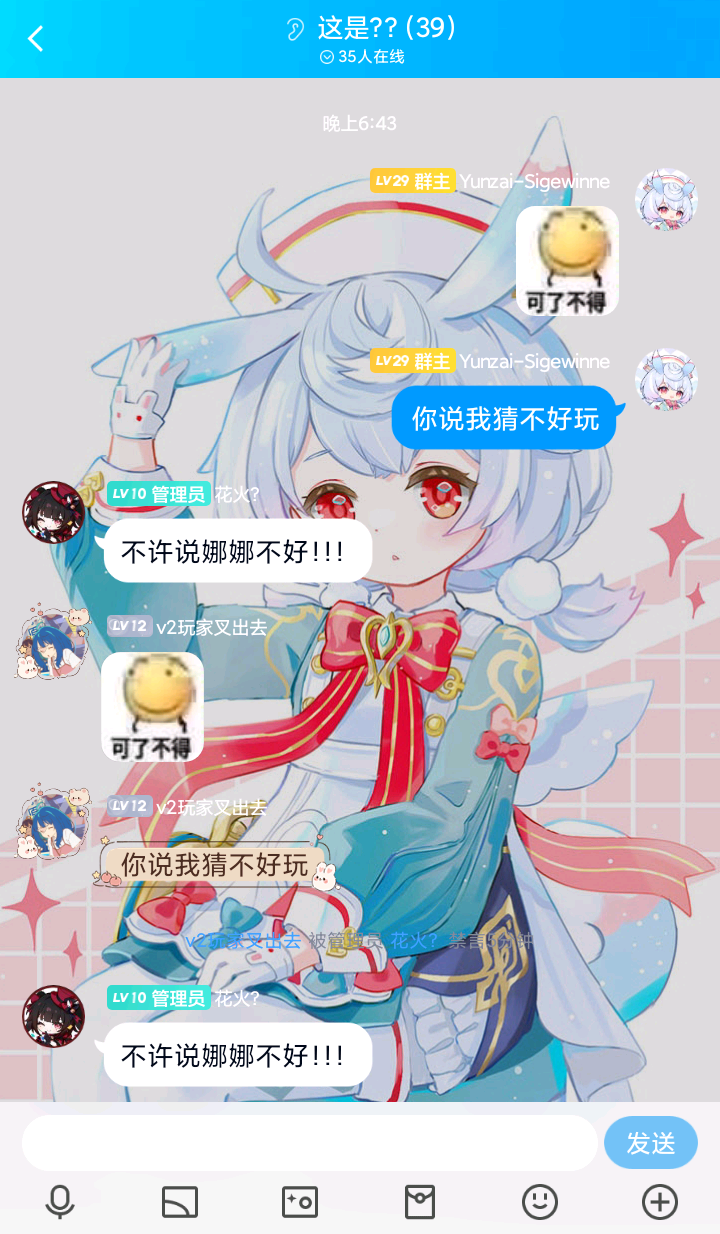 这是?? (39)
35人在线
晚上6:43
LV29 群主 Yunzai-Sigewinne
可了不得
LV29 群主 Yunzai-Sigewinne
你说我猜不好玩
LV10 管理员 花火?
不许说娜娜不好!!!
LV12 v2玩家叉出去
可了不得
LV12 v2玩家叉出去
你说我猜不好玩
v2玩家叉出去 被管理员 花火? 禁言5分钟
LV10 管理员 花火?
不许说娜娜不好!!!
发送